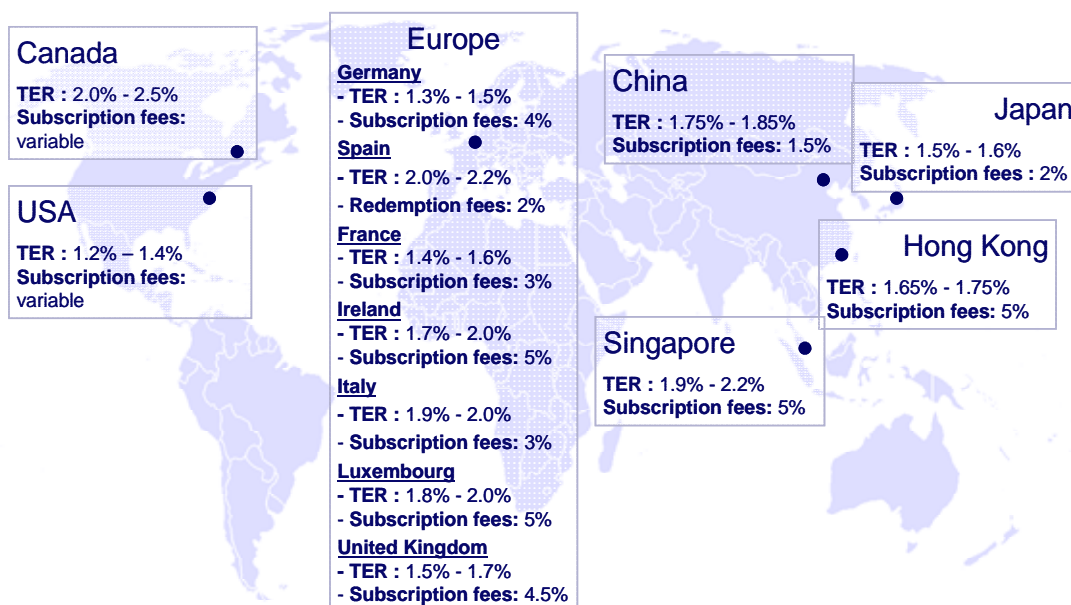 Canada
TER : 2.0% - 2.5%
Subscription fees:
variable
USA
TER : 1.2% – 1.4%
Subscription fees:
variable
Europe
Germany
- TER : 1.3% - 1.5%
- Subscription fees: 4%
Spain
- TER : 2.0% - 2.2%
- Redemption fees: 2%
France
- TER : 1.4% - 1.6%
- Subscription fees: 3%
Ireland
- TER : 1.7% - 2.0%
- Subscription fees: 5%
Italy
- TER : 1.9% - 2.0%
- Subscription fees: 3%
Luxembourg
- TER : 1.8% - 2.0%
- Subscription fees: 5%
United Kingdom
- TER : 1.5% - 1.7%
- Subscription fees: 4.5%
China
TER : 1.75% - 1.85%
Subscription fees: 1.5%
Japan
TER : 1.5% - 1.6%
Subscription fees : 2%
Hong Kong
TER : 1.65% - 1.75%
Subscription fees: 5%
Singapore
TER : 1.9% - 2.2%
Subscription fees: 5%